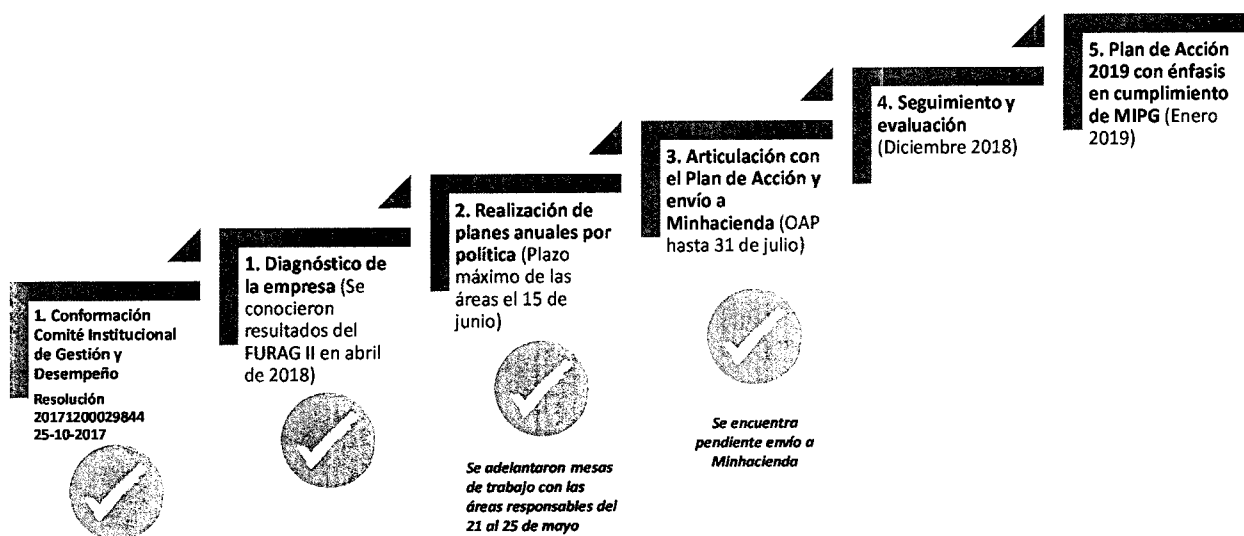 1. Conformación
Comité Institucional
de Gestión y
Desempeño
Resolución
20171200029844
25-10-2017
1. Diagnóstico de
la empresa (Se
conocieron
resultados del
FURAG II en abril
de 2018)
2. Realización de
planes anuales por
política (Plazo
máximo de las
áreas el 15 de
junio)
Se adelantaron mesas
de trabajo con las
áreas responsables del
21 al 25 de mayo
3. Articulación con
el Plan de Acción y
envío a
Minhacienda (OAP
hasta 31 de julio)
Se encuentra
pendiente envío a
Minhacienda
4. Seguimiento y
evaluación
(Diciembre 2018)
5. Plan de Acción
2019 con énfasis
en cumplimiento
de MIPG (Enero
2019)